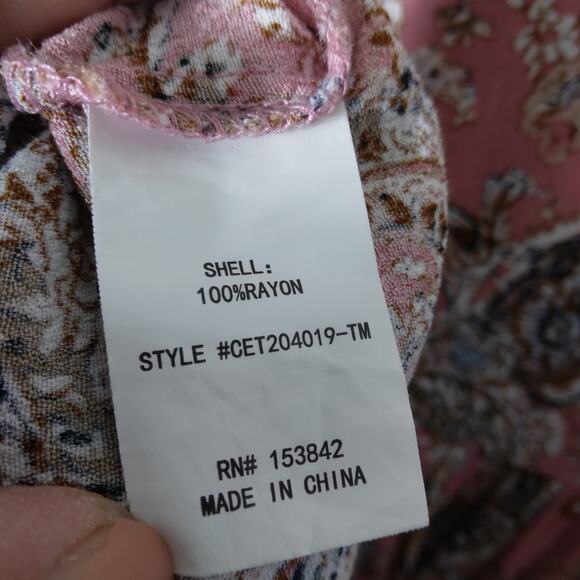 SHELL:
100%RAYON
STYLE #CET204019-TM
RN# 153842
MADE IN CHINA